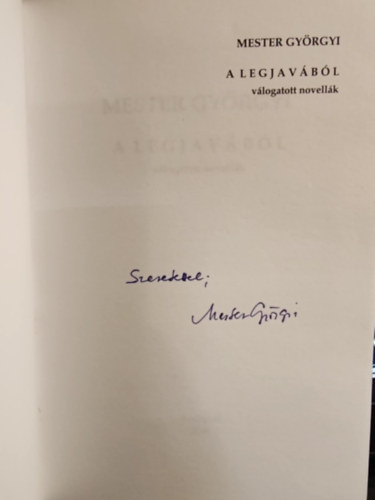 MESTER GYÖRGYI
A LEGJAVÁBÓL
válogatott novellák
Szeretettel;
Mester Györgyi